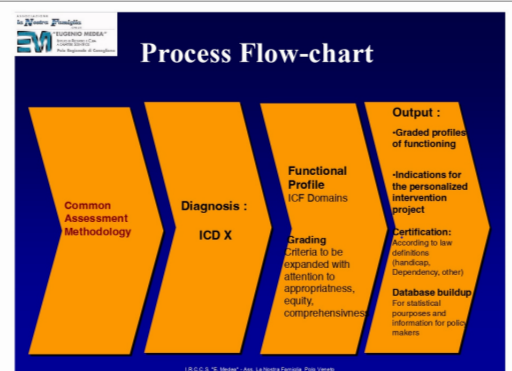 la Nostra Famiglia
"EUGENIO MEDEA"
Polo Regionale di Conegliano
Process Flow-chart
Common
Assessment
Methodology
Diagnosis :
ICD X
Functional
Profile
ICF Domains
Grading
Criteria to be
expanded with
attention to
appropriatness,
equity,
comprehensivness
Output :
-Graded profiles
of functioning
-Indications for
the personalized
intervention
project
Certification:
According to law
definitions
(handicap,
Dependency, other)
Database buildup
For statistical
pourposes and
information for policy
makers
I.R.C.C.S. "E. Medea" - Ass. La Nostra Famiglia, Polo Veneto